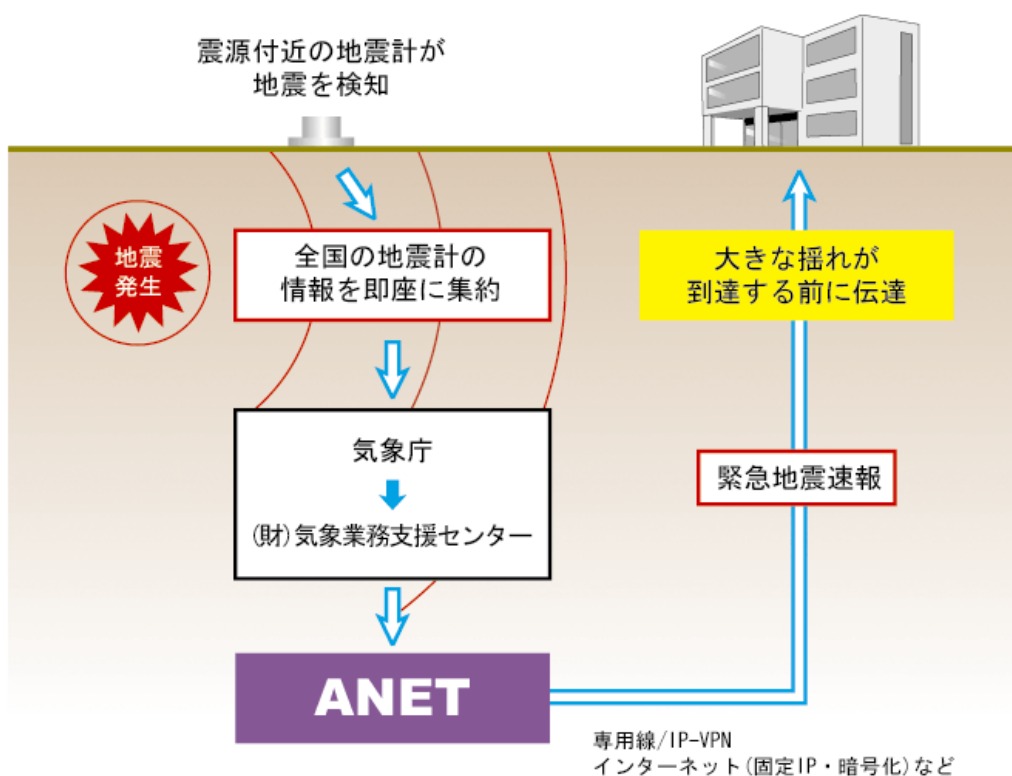 震源付近の地震計が
地震を検知
地震
発生
全国の地震計の
情報を即座に集約
気象庁
(財)気象業務支援センター
ANET
専用線/IP-VPN
インターネット(固定IP・暗号化)など
緊急地震速報
大きな揺れが
到達する前に伝達